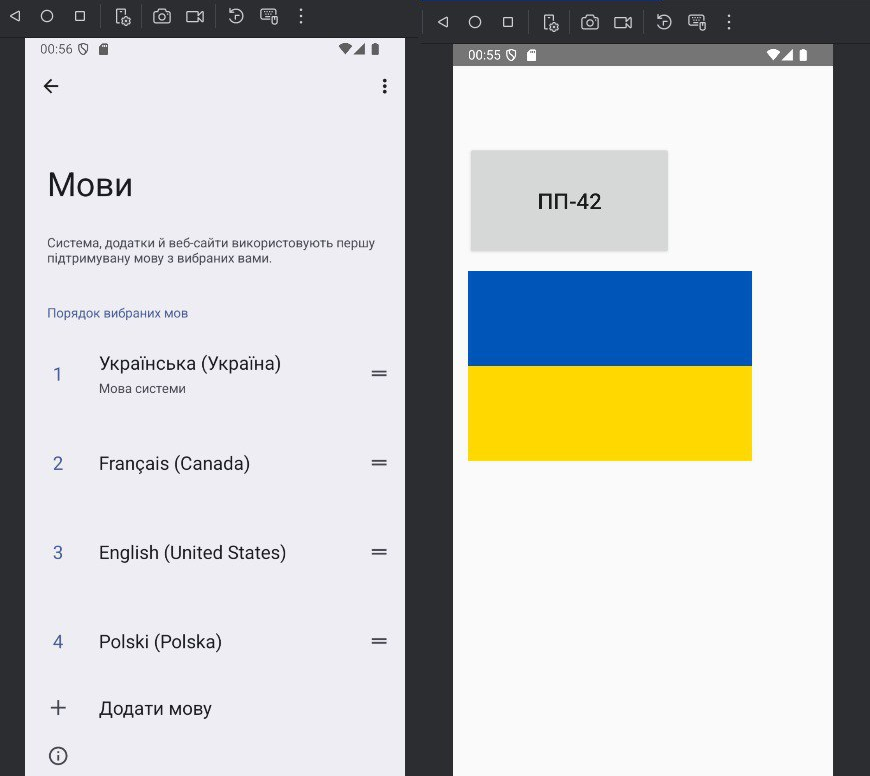 00:56
Мови
Система, додатки й веб-сайти використовують першу
підтримувану мову з вибраних вами.
Порядок вибраних мов
1
Українська (Україна)
Мова системи
2
Français (Canada)
3
English (United States)
4
Polski (Polska)
Додати мову
00:55
ПП-42